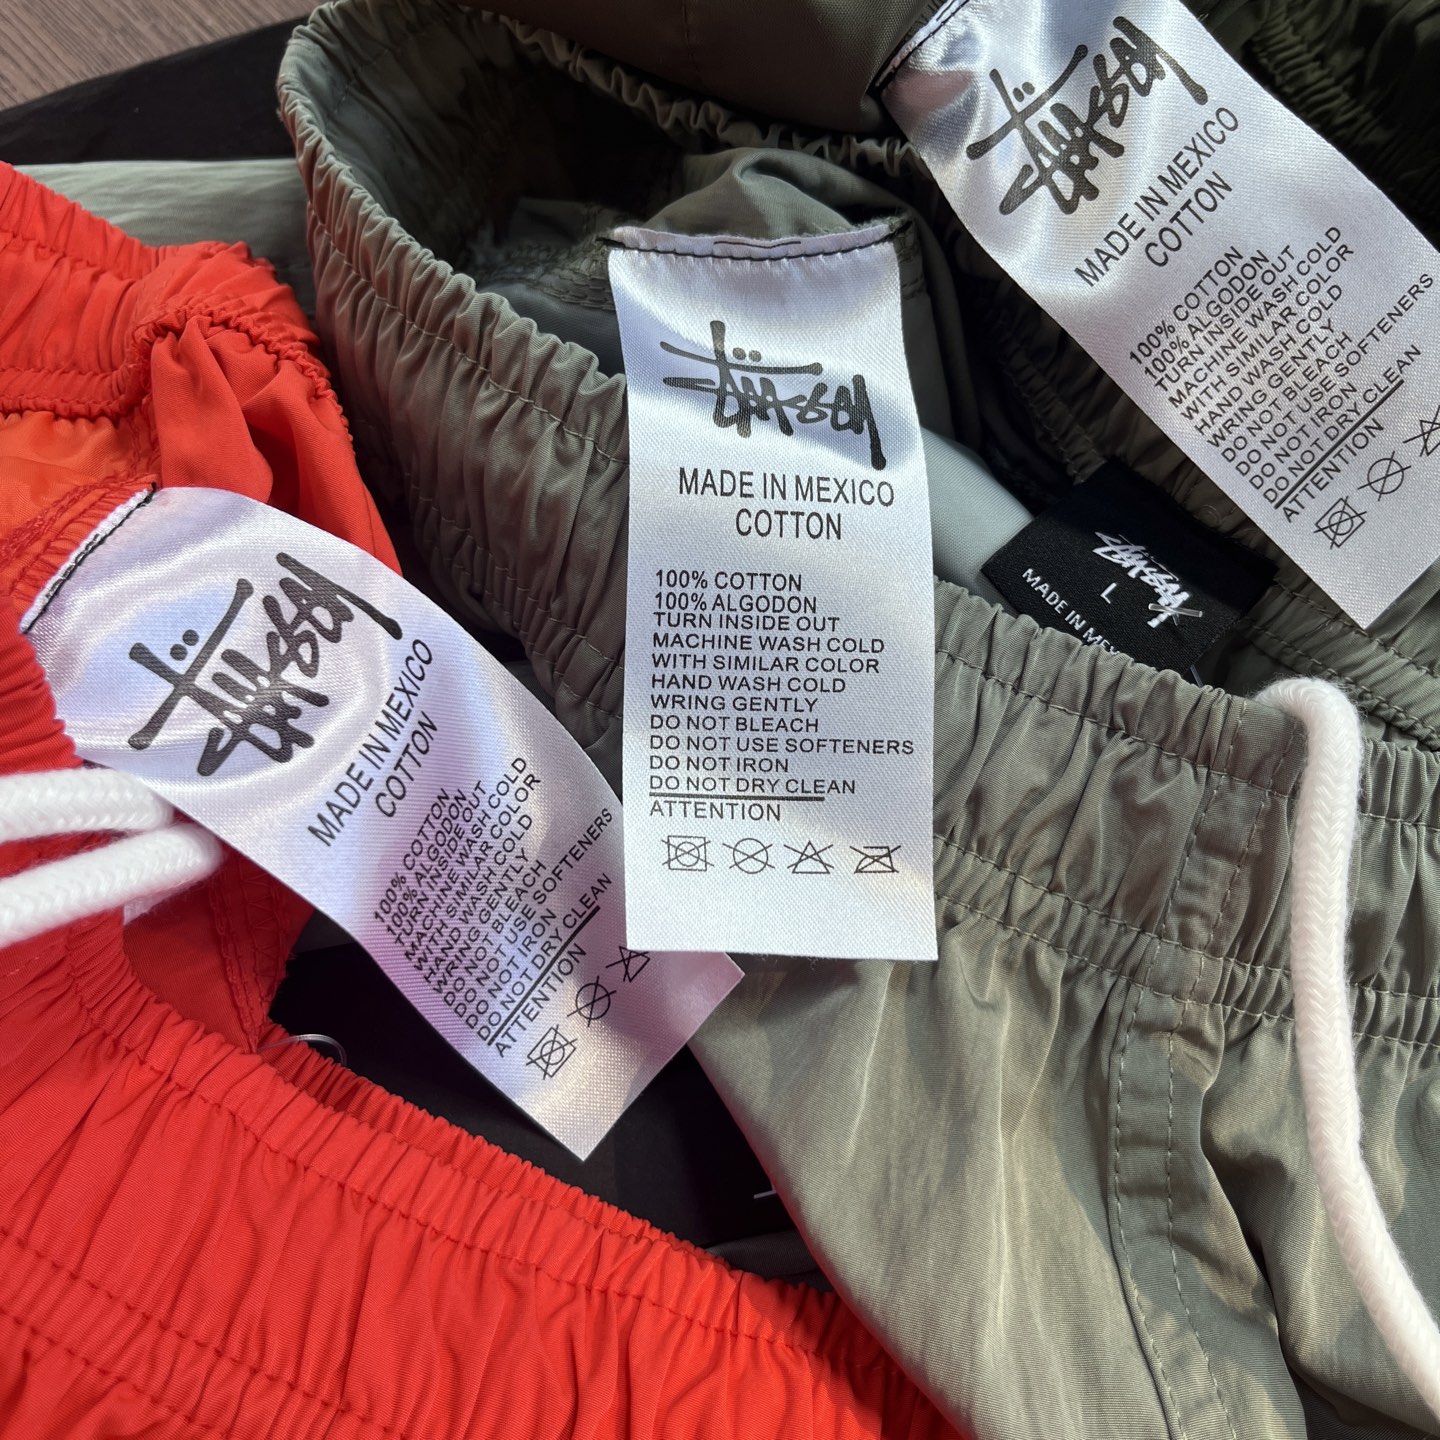 Stüssy
MADE IN MEXICO
COTTON
100% COTTON
100% ALGODON
TURN INSIDE OUT
MACHINE WASH COLD
WITH SIMILAR COLOR
HAND WASH COLD
WRING GENTLY
DO NOT BLEACH
DO NOT USE SOFTENERS
DO NOT IRON
DO NOT DRY CLEAN
ATTENTION
Stüssy
MADE IN MEXICO
COTTON
100% COTTON
100% ALGODON
TURN INSIDE OUT
MACHINE WASH COLD
WITH SIMILAR COLOR
HAND WASH COLD
WRING GENTLY
DO NOT BLEACH
DO NOT USE SOFTENERS
DO NOT IRON
DO NOT DRY CLEAN
ATTENTION
Stüssy
L
MADE IN
Stüssy
MADE IN MEXICO
COTTON
100% COTTON
100% ALGODON
TURN INSIDE OUT
MACHINE WASH COLD
WITH SIMILAR COLOR
HAND WASH COLD
WRING GENTLY
DO NOT BLEACH
DO NOT USE SOFTENERS
DO NOT IRON
DO NOT DRY CLEAN
ATTENTION